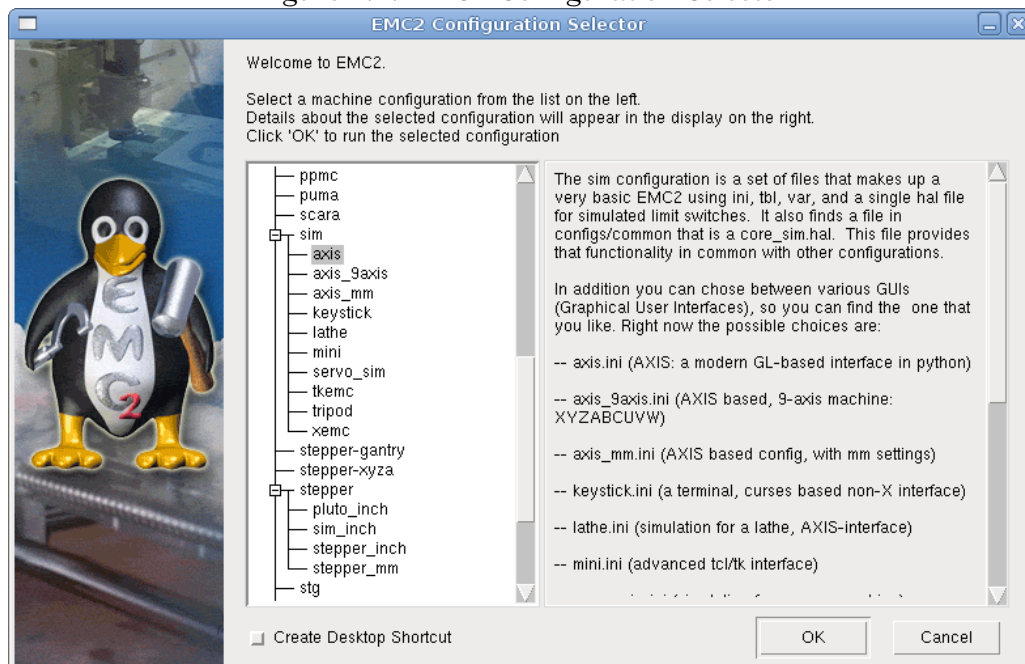 EMC2 Configuration Selector
Welcome to EMC2.
Select a machine configuration from the list on the left.
Details about the selected configuration will appear in the display on the right.
Click 'OK' to run the selected configuration
ppmc
puma
scara
sim
axis
axis_9axis
axis_mm
keystick
lathe
mini
servo_sim
tkemc
tripod
xemc
stepper-gantry
stepper-xyza
stepper
pluto_inch
sim_inch
stepper_inch
stepper_mm
stg
The sim configuration is a set of files that makes up a
very basic EMC2 using ini, tbl, var, and a single hal file
for simulated limit switches. It also finds a file in
configs/common that is a core_sim.hal. This file provides
that functionality in common with other configurations.
In addition you can chose between various GUIs
(Graphical User Interfaces), so you can find the one that
you like. Right now the possible choices are:
-- axis.ini (AXIS: a modern GL-based interface in python)
-- axis_9axis.ini (AXIS based, 9-axis machine:
XYZABCUVW)
-- axis_mm.ini (AXIS based config, with mm settings)
-- keystick.ini (a terminal, curses based non-X interface)
-- lathe.ini (simulation for a lathe, AXIS-interface)
-- mini.ini (advanced tcl/tk interface)
EMC2
Create Desktop Shortcut
OK
Cancel